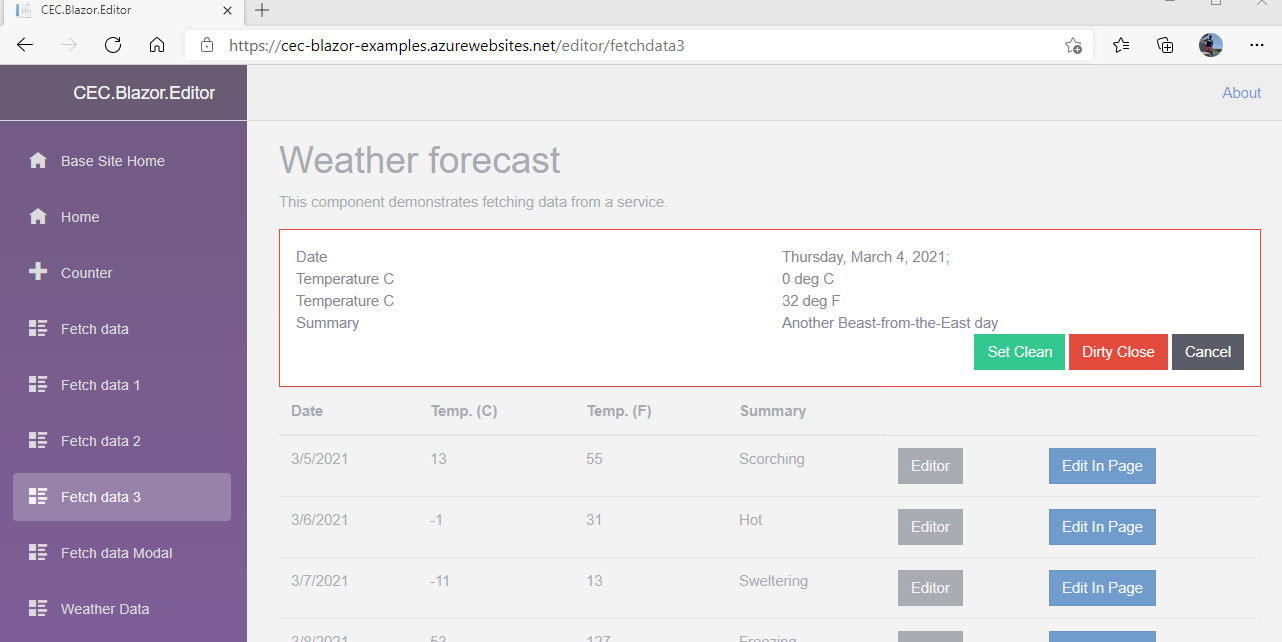 CEC.Blazor.Editor
https://cec-blazor-examples.azurewebsites.net/editor/fetchdata3
CEC.Blazor.Editor
About
Base Site Home
Home
Counter
Fetch data
Fetch data 1
Fetch data 2
Fetch data 3
Fetch data Modal
Weather Data
Weather forecast
This component demonstrates fetching data from a service.
Date Thursday, March 4, 2021;
Temperature C 0 deg C
Temperature C 32 deg F
Summary Another Beast-from-the-East day
Set Clean Dirty Close Cancel
Date Temp. (C) Temp. (F) Summary
3/5/2021 13 55 Scorching Editor Edit In Page
3/6/2021 -1 31 Hot Editor Edit In Page
3/7/2021 -11 13 Sweltering Editor Edit In Page
3/8/2021 53 127 Freezing